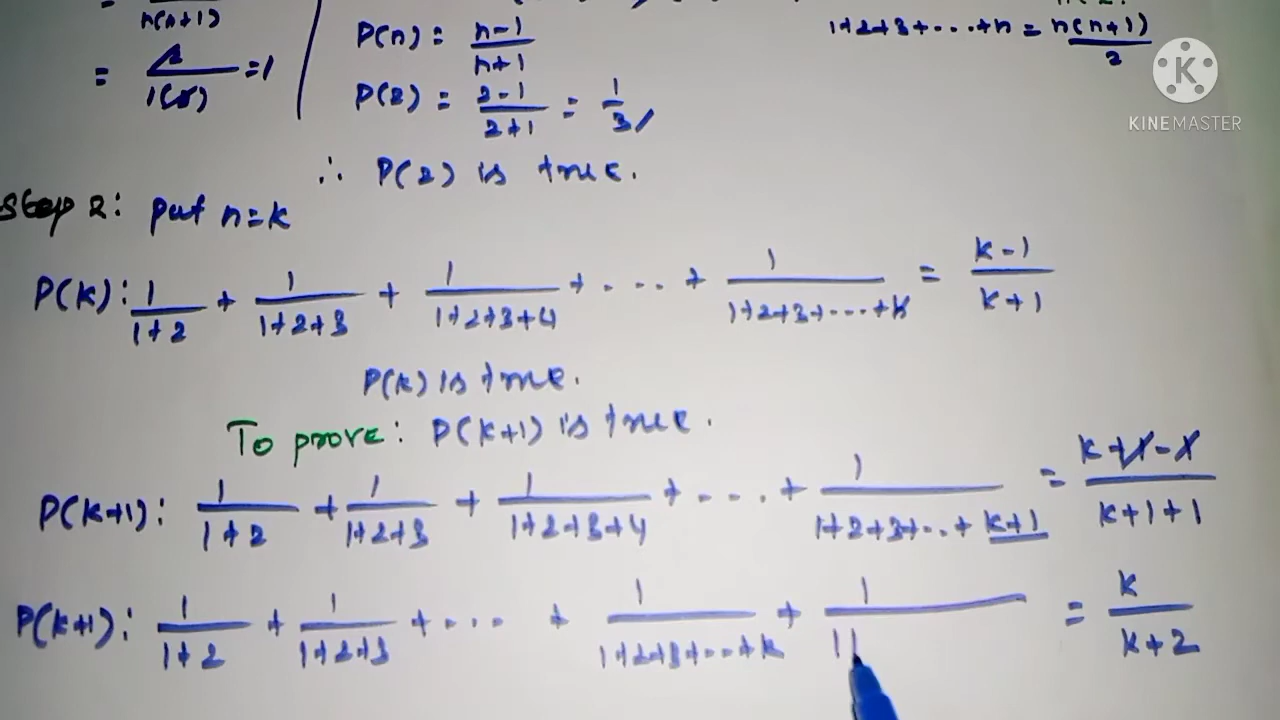 n(n+1)
= 2/1(2) = 1
P(n) = n-1/n+1
P(2) = 2-1/2+1 = 1/3
1+2+3+...+n = n(n+1)/2
KINEMASTER
∴ P(2) is true.
Step 2: put n=k
P(k): 1/1+2 + 1/1+2+3 + 1/1+2+3+4 + ... + 1/1+2+3+...+k = k-1/k+1
P(k) is true.
To prove: P(k+1) is true.
P(k+1): 1/1+2 + 1/1+2+3 + 1/1+2+3+4 + ... + 1/1+2+3+..+k+1 = k+1-1/k+1+1
P(k+1): 1/1+2 + 1/1+2+3 + ... + 1/1+2+3+...+k + 1/1 = k/k+2